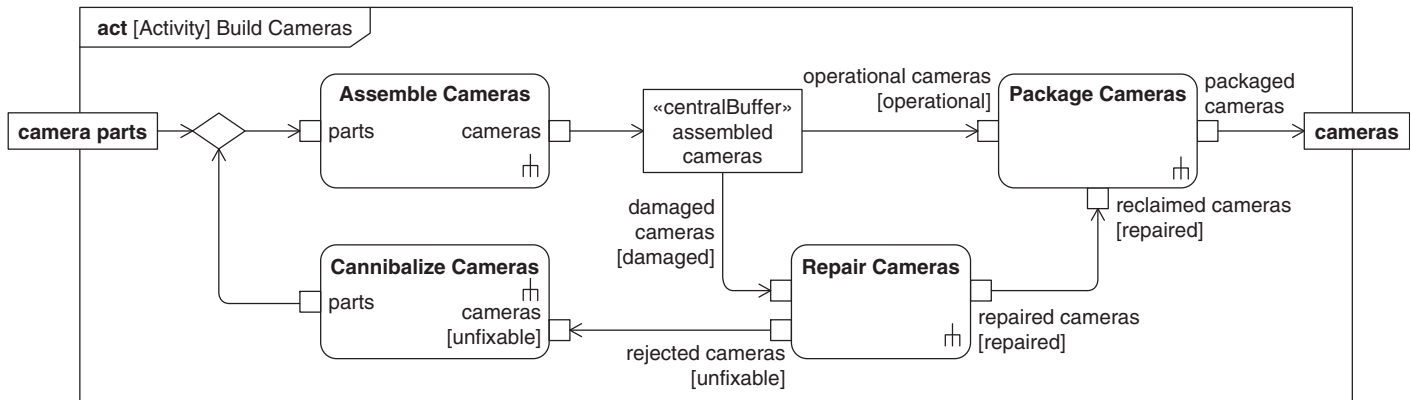 act [Activity] Build Cameras
camera parts
Assemble Cameras
parts
cameras
«centralBuffer»
assembled
cameras
operational cameras
[operational]
Package Cameras
packaged
cameras
cameras
damaged
cameras
[damaged]
reclaimed cameras
[repaired]
Cannibalize Cameras
parts
cameras
[unfixable]
Repair Cameras
repaired cameras
[repaired]
rejected cameras
[unfixable]